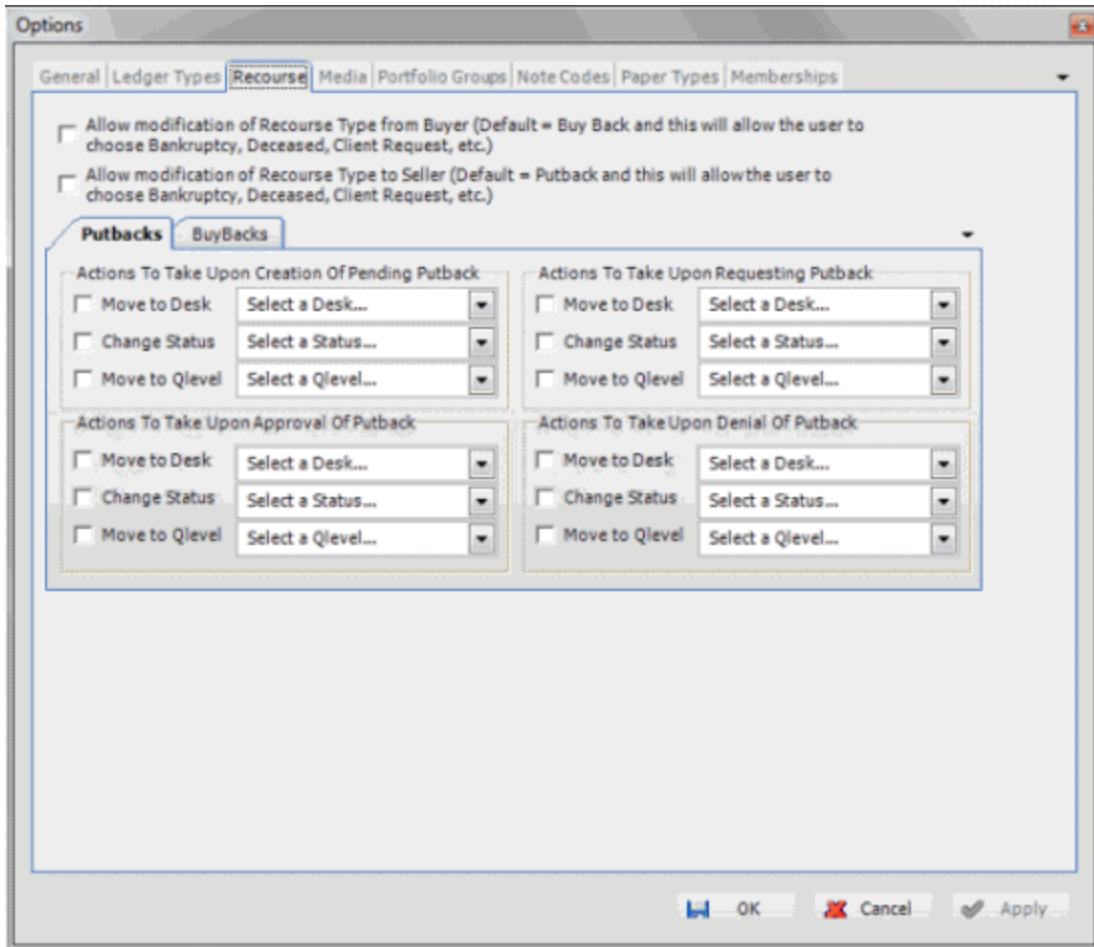 Options
General Ledger Types Recourse Media Portfolio Groups Note Codes Paper Types Memberships
Allow modification of Recourse Type from Buyer (Default = Buy Back and this will allow the user to
choose Bankruptcy, Deceased, Client Request, etc.)
Allow modification of Recourse Type to Seller (Default = Putback and this will allow the user to
choose Bankruptcy, Deceased, Client Request, etc.)
Putbacks BuyBacks
Actions To Take Upon Creation Of Pending Putback
Move to Desk Select a Desk...
Change Status Select a Status...
Move to Qlevel Select a Qlevel...
Actions To Take Upon Requesting Putback
Move to Desk Select a Desk...
Change Status Select a Status...
Move to Qlevel Select a Qlevel...
Actions To Take Upon Approval Of Putback
Move to Desk Select a Desk...
Change Status Select a Status...
Move to Qlevel Select a Qlevel...
Actions To Take Upon Denial Of Putback
Move to Desk Select a Desk...
Change Status Select a Status...
Move to Qlevel Select a Qlevel...
OK Cancel Apply